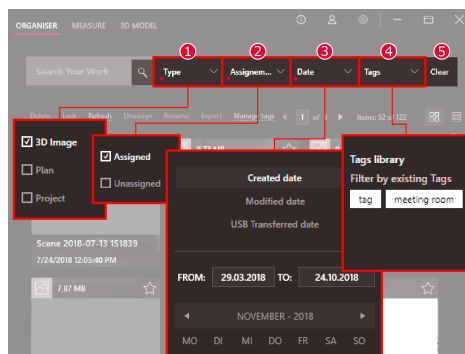 ORGANISER MEASURE 3D MODEL
1 2 3 4 5
Search Your Work Type Assignem... Date Tags Clear
Delete Lock Refresh Unassign Rename Export Manage tags 1 of Items: 52 of 122
3D Image
Plan
Project
Assigned
Unassigned
9,77 MB
Created date
Modified date
USB Transferred date
FROM: 29.03.2018 TO: 24.10.2018
NOVEMBER - 2018
MO DI MI DO FR SA SO
Tags library
Filter by existing Tags
tag meeting room
Scene 2018-07-13 151839
7/24/2018 12:05:48 PM
7,87 MB